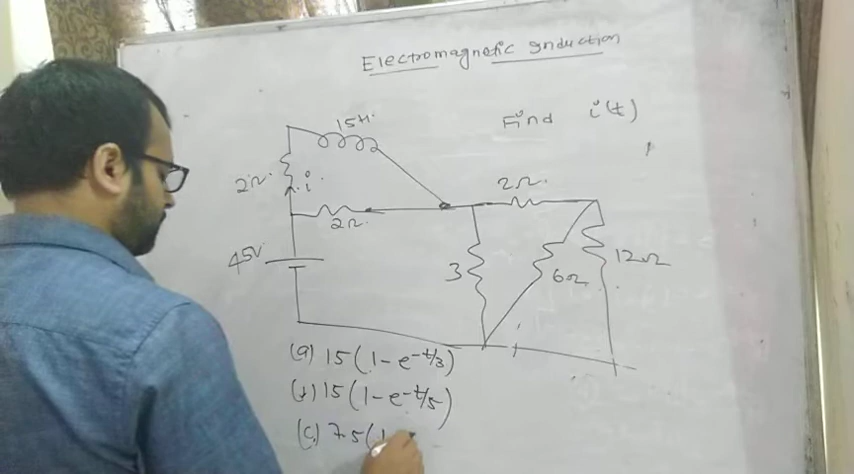 Electromagnetic Induction
Find i(t)
15H.
2Ω.
i
2Ω.
2Ω.
45V
3
6Ω
12Ω
(a) 15(1-e^-t/3)
(b) 15(1-e^-t/5)
(c) 7.5(1